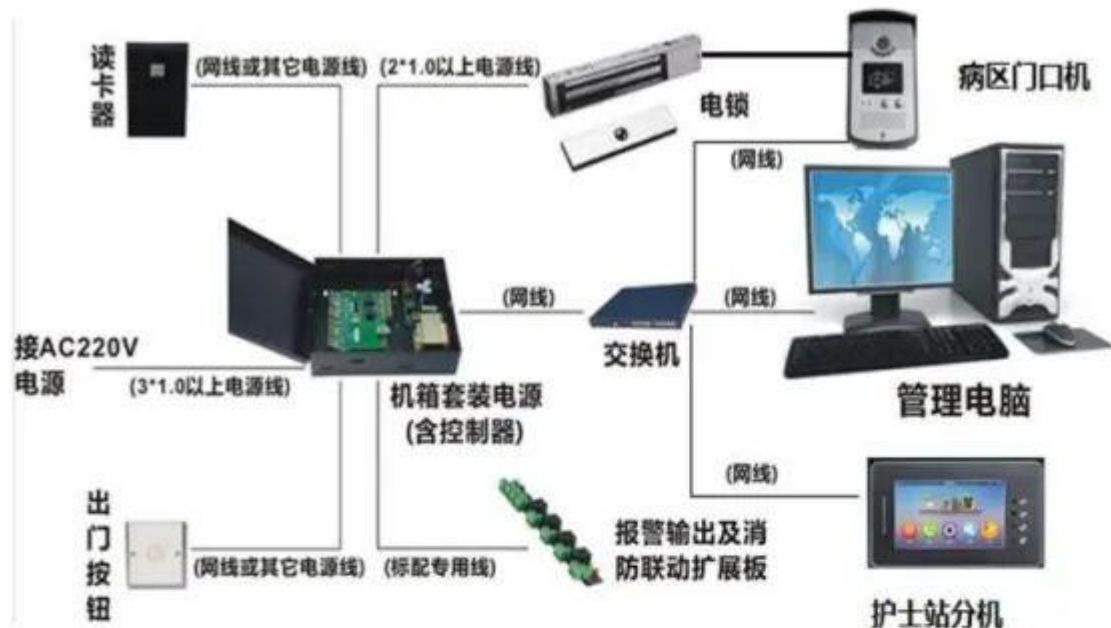 读卡器
(网线或其它电源线)
(2*1.0以上电源线)
电锁
病区门口机
(网线)
(网线)
交换机
(网线)
管理电脑
接AC220V
电源
(3*1.0以上电源线)
机箱套装电源
(含控制器)
(网线)
出门按钮
(网线或其它电源线)
(标配专用线)
报警输出及消
防联动扩展板
护士站分机